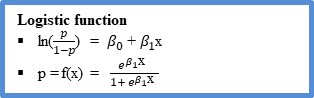 Logistic function
▪ ln(p/1−p) = β₀ + β₁x
▪ p = f(x) = e^β₁x / 1 + e^β₁x